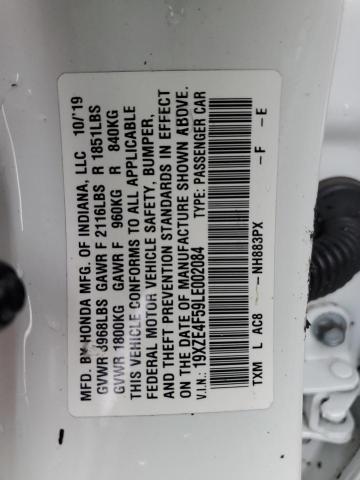 MFD. BY HONDA MFG. OF INDIANA, LLC 10/'19
GVWR 3968LBS GAWR F 2116LBS R 1851LBS
GVWR 1800KG GAWR F 960KG R 840KG
THIS VEHICLE CONFORMS TO ALL APPLICABLE
FEDERAL MOTOR VEHICLE SAFETY, BUMPER,
AND THEFT PREVENTION STANDARDS IN EFFECT
ON THE DATE OF MANUFACTURE SHOWN ABOVE.
V.I.N.: 19XZE4F59LE002084 TYPE: PASSENGER CAR
TXM L AC8 -NH883PX -F -E